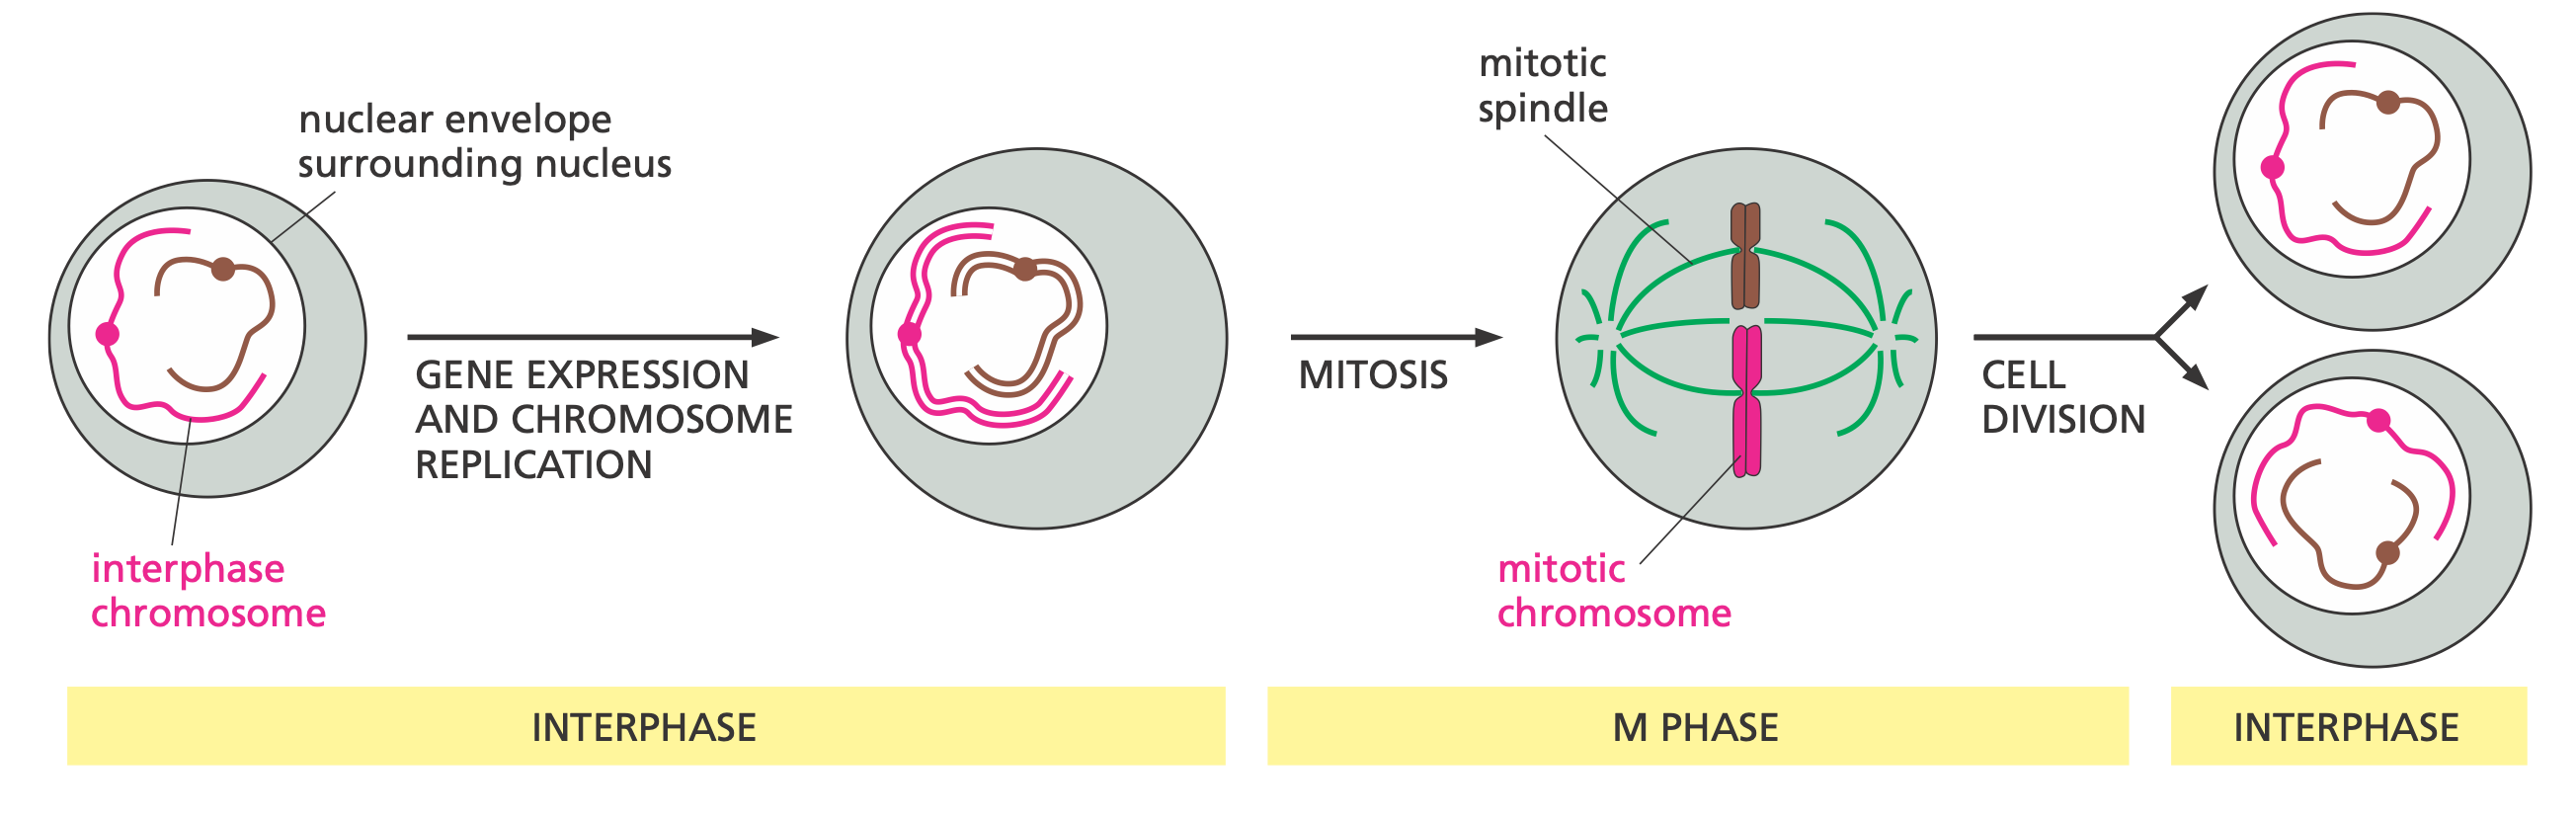 nuclear envelope
surrounding nucleus
interphase
chromosome
GENE EXPRESSION
AND CHROMOSOME
REPLICATION
MITOSIS
mitotic
spindle
mitotic
chromosome
CELL
DIVISION
INTERPHASE
M PHASE
INTERPHASE